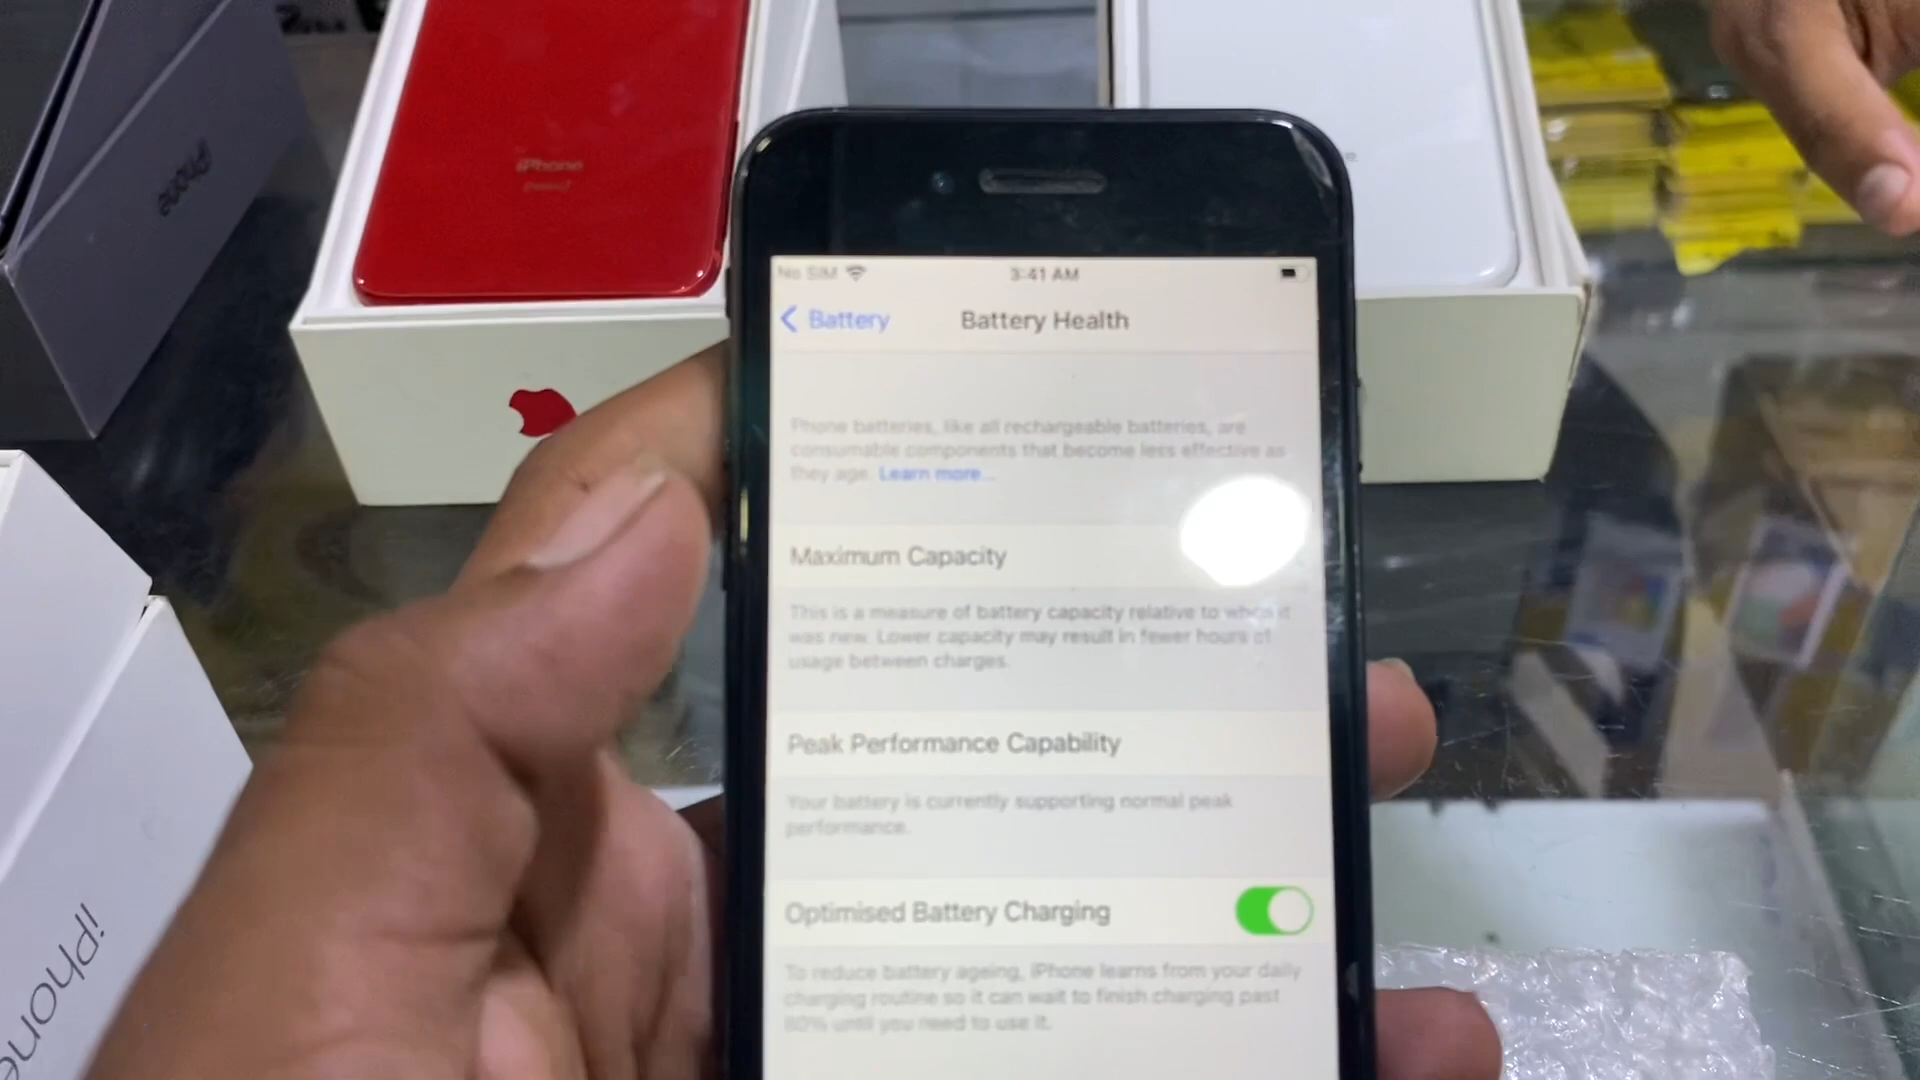 iPhone
iPhone
No SIM
3:41 AM
Battery
Battery Health
Phone batteries, like all rechargeable batteries, are
consumable components that become less effective as
they age. Learn more...
Maximum Capacity
This is a measure of battery capacity relative to when it
was new. Lower capacity may result in fewer hours of
usage between charges.
Peak Performance Capability
Your battery is currently supporting normal peak
performance.
Optimised Battery Charging
To reduce battery ageing, iPhone learns from your daily
charging routine so it can wait to finish charging past
80% until you need to use it.
iPhone